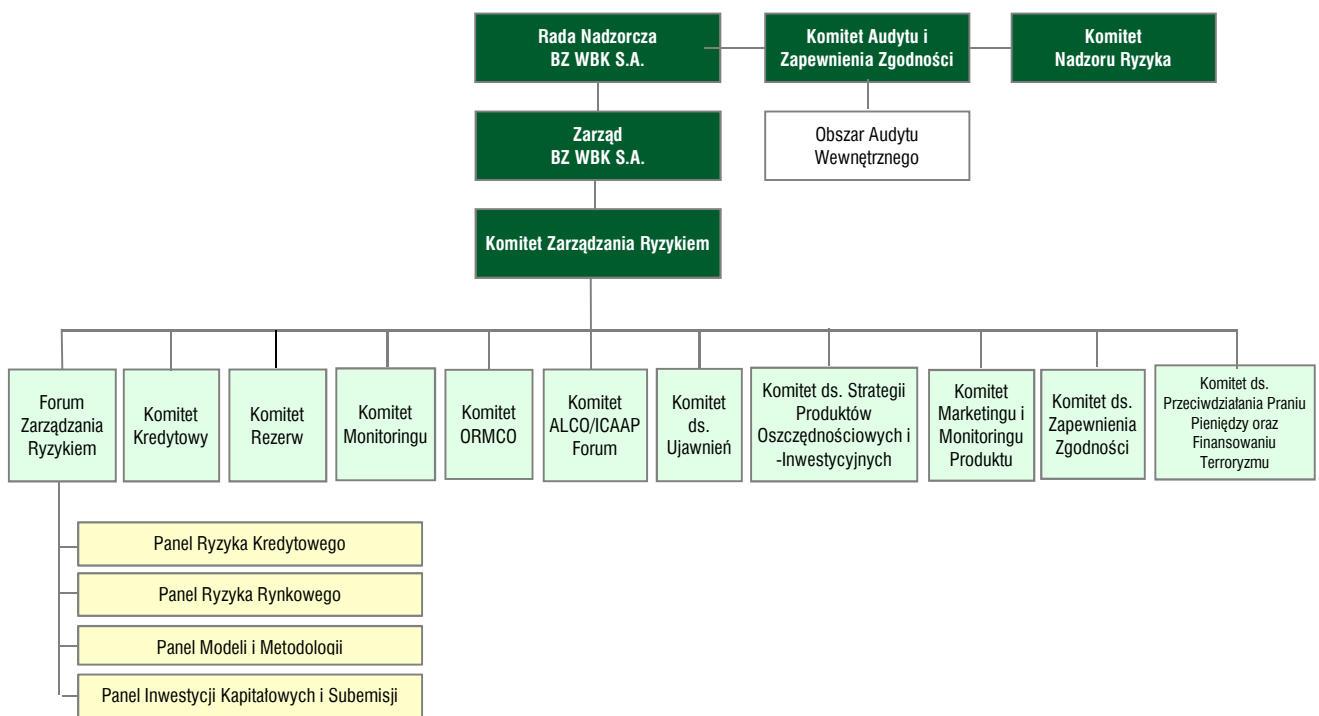 Rada Nadzorcza
BZ WBK S.A.
Komitet Audytu i
Zapewnienia Zgodności
Komitet
Nadzoru Ryzyka
Zarząd
BZ WBK S.A.
Obszar Audytu
Wewnętrznego
Komitet Zarządzania Ryzykiem
Forum
Zarządzania
Ryzykiem
Komitet
Kredytowy
Komitet
Rezerw
Komitet
Monitoringu
Komitet
ORMCO
Komitet
ALCO/ICAAP
Forum
Komitet
ds.
Ujawnień
Komitet ds. Strategii
Produktów
Oszczędnościowych i
-Inwestycyjnych
Komitet
Marketingu i
Monitoringu
Produktu
Komitet ds.
Zapewnienia
Zgodności
Komitet ds.
Przeciwdziałania Praniu
Pieniędzy oraz
Finansowaniu
Terroryzmu
Panel Ryzyka Kredytowego
Panel Ryzyka Rynkowego
Panel Modeli i Metodologii
Panel Inwestycji Kapitałowych i Subemisji